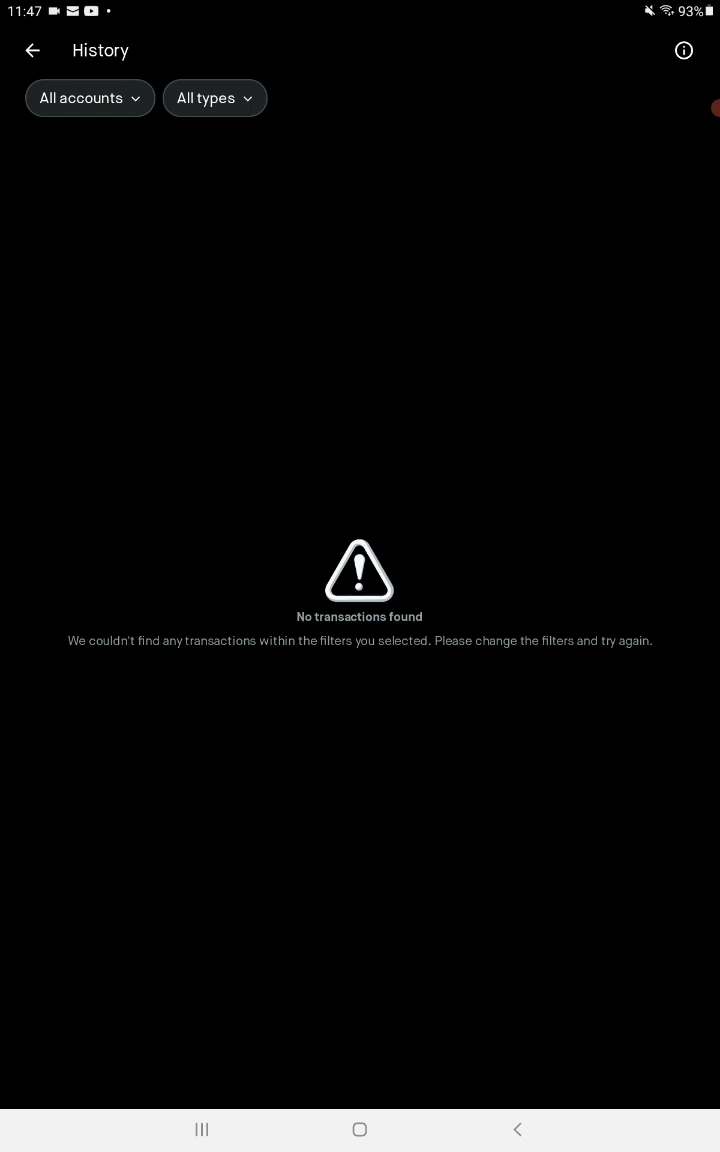 11:47
93%
History
All accounts
All types
No transactions found
We couldn't find any transactions within the filters you selected. Please change the filters and try again.